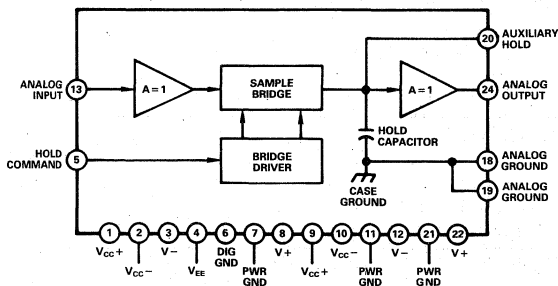 20
AUXILIARY
HOLD
ANALOG
INPUT
13
A = 1
SAMPLE
BRIDGE
A = 1
24
ANALOG
OUTPUT
HOLD
COMMAND
5
BRIDGE
DRIVER
HOLD
CAPACITOR
CASE
GROUND
18
ANALOG
GROUND
19
ANALOG
GROUND
1 2 3 4 6 7 8 9 10 11 12 21 22
VCC+
VCC−
V−
VEE
DIG
GND
PWR
GND
V+
VCC+
VCC−
PWR
GND
V−
PWR
GND
V+